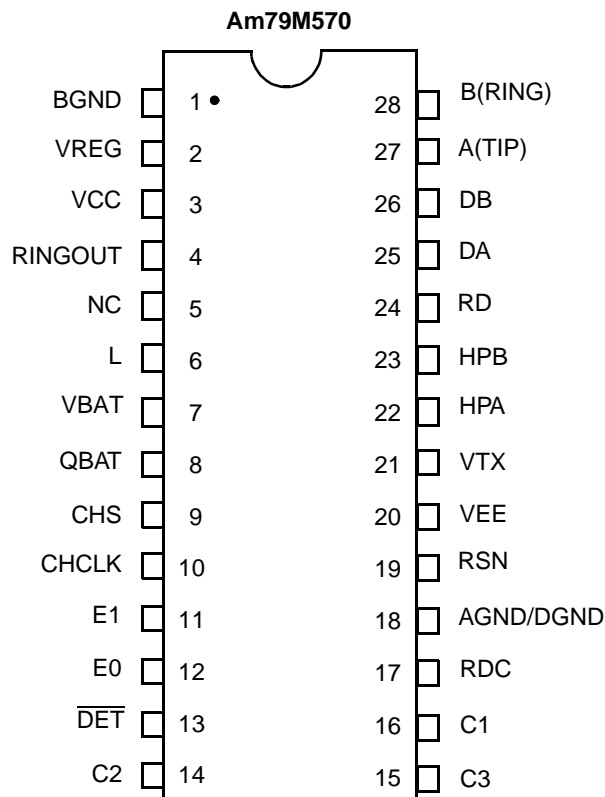 Am79M570
BGND 1 28 B(RING)
VREG 2 27 A(TIP)
VCC 3 26 DB
RINGOUT 4 25 DA
NC 5 24 RD
L 6 23 HPB
VBAT 7 22 HPA
QBAT 8 21 VTX
CHS 9 20 VEE
CHCLK 10 19 RSN
E1 11 18 AGND/DGND
E0 12 17 RDC
D̅E̅T̅ 13 16 C1
C2 14 15 C3